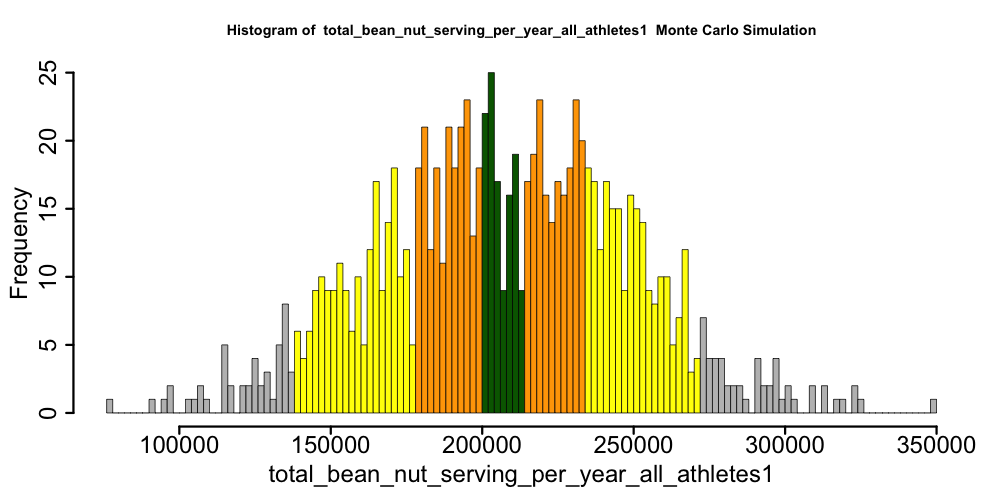 Histogram of  total_bean_nut_serving_per_year_all_athletes1  Monte Carlo Simulation
Frequency
25
20
15
10
5
0
100000 150000 200000 250000 300000 350000
total_bean_nut_serving_per_year_all_athletes1